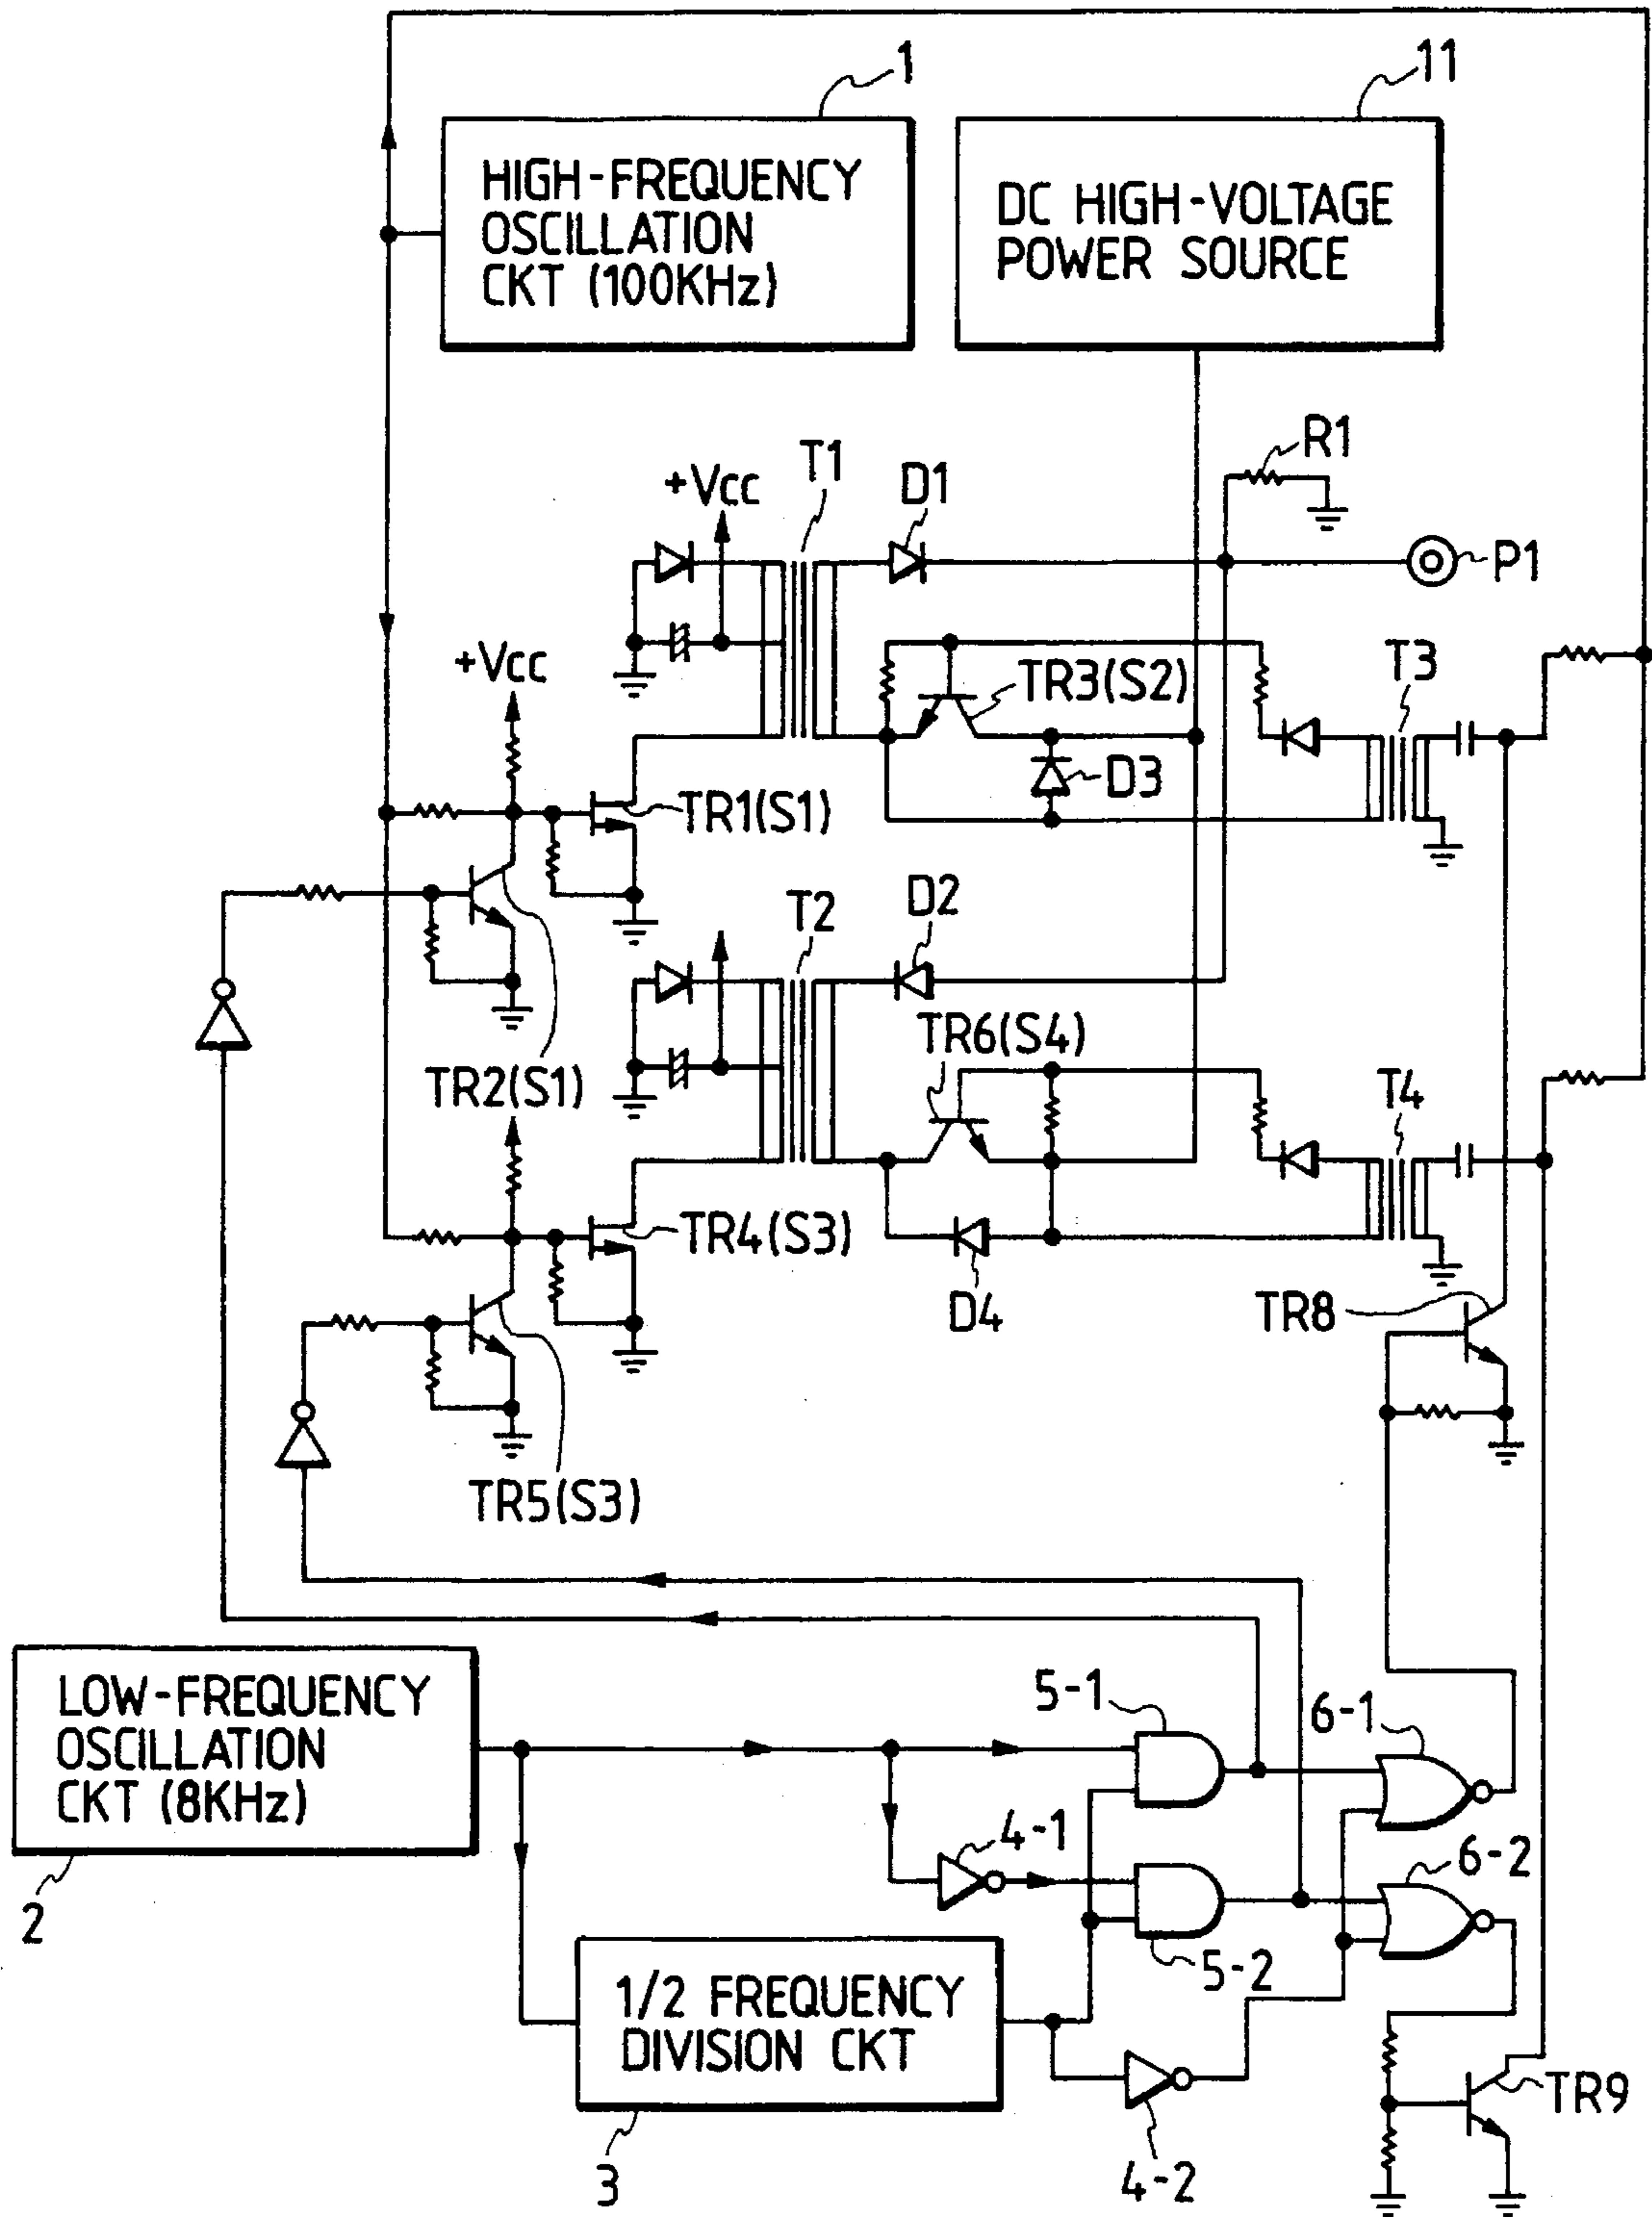 1
11
HIGH-FREQUENCY
OSCILLATION
CKT (100KHz)
DC HIGH-VOLTAGE
POWER SOURCE
R1
T1
+Vcc
D1
P1
+Vcc
TR3(S2)
T3
D3
TR1(S1)
T2
D2
TR6(S4)
TR2(S1)
T4
TR4(S3)
D4
TR8
TR5(S3)
LOW-FREQUENCY
OSCILLATION
CKT (8KHz)
2
5-1
6-1
4-1
6-2
5-2
1/2 FREQUENCY
DIVISION CKT
3
4-2
TR9